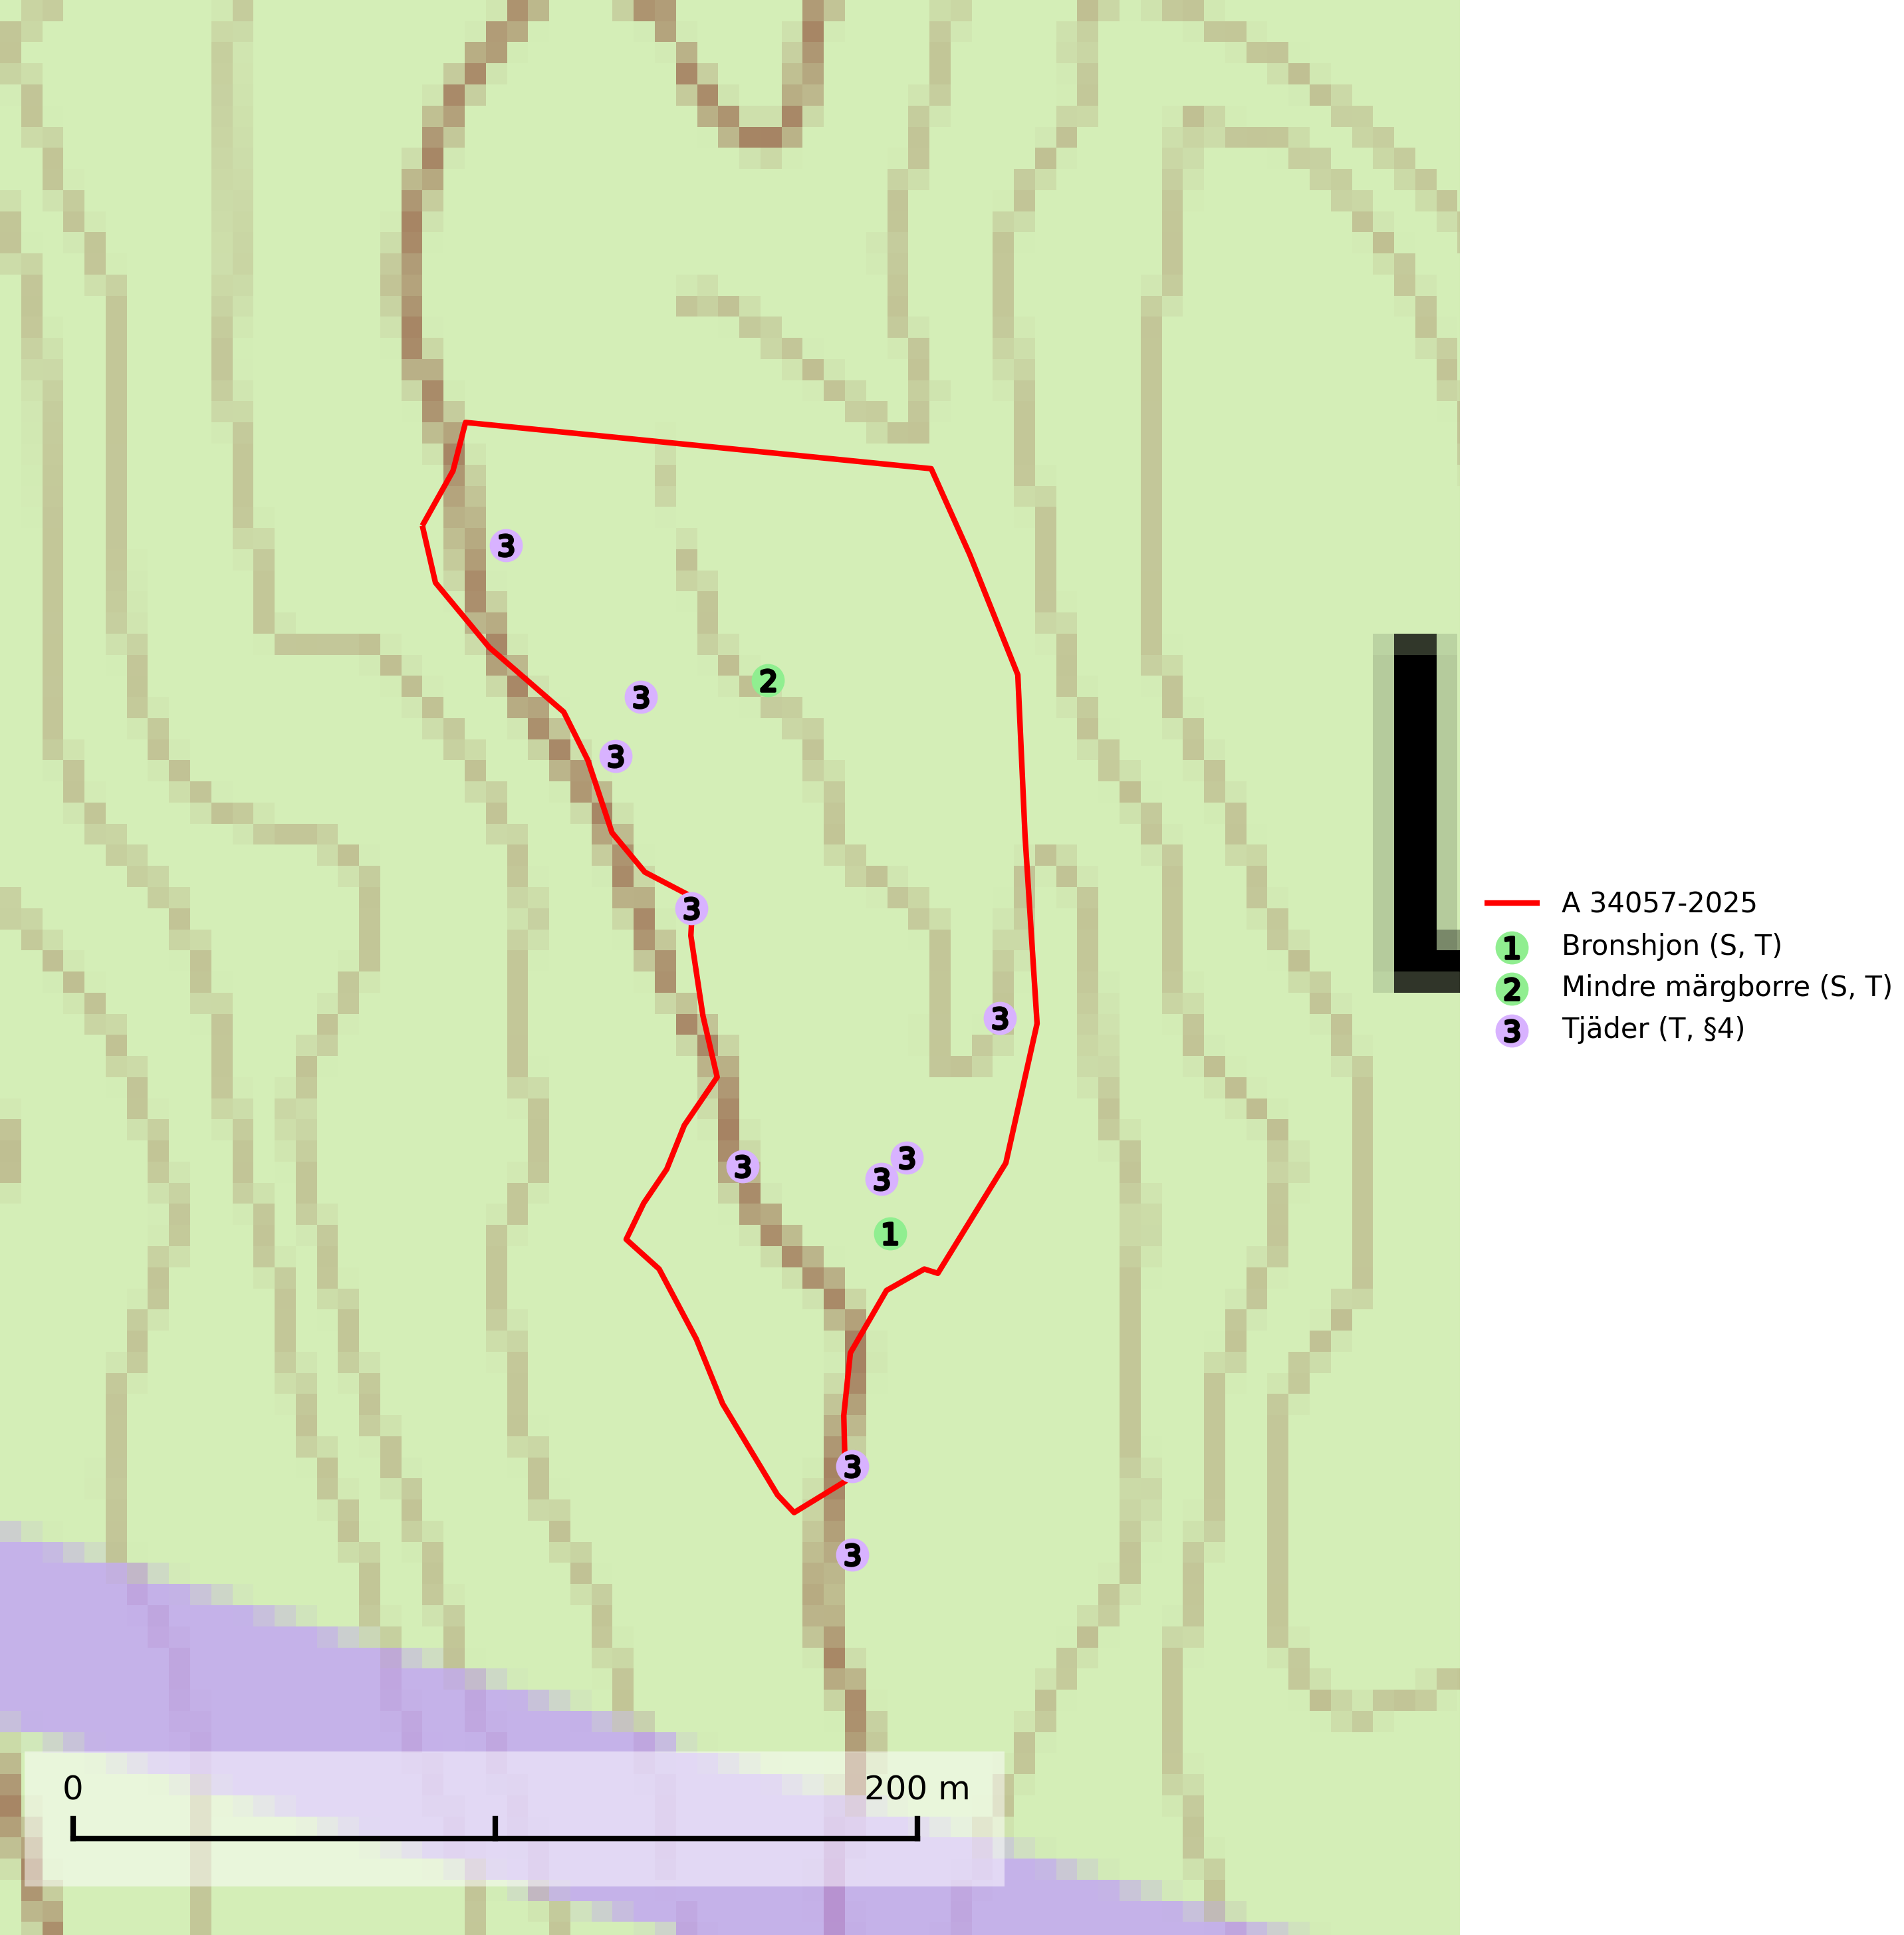 3
2
3
3
3
3
3
3
3
1
3
3
0 200 m
A 34057-2025
1 Bronshjon (S, T)
2 Mindre märgborre (S, T)
3 Tjäder (T, §4)